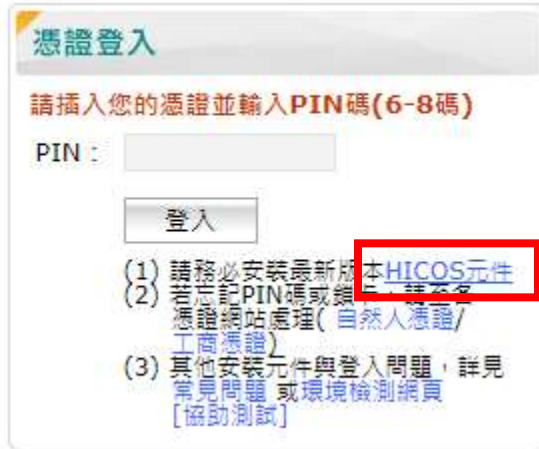 憑證登入
請插入您的憑證並輸入PIN碼(6-8碼)
PIN：
登入
(1) 請務必安裝最新版本HICOS元件
(2) 若忘記PIN碼或鎖卡，請至各
憑證網站處理( 自然人憑證/
工商憑證)
(3) 其他安裝元件與登入問題，詳見
常見問題 或環境檢測網頁
[協助測試]